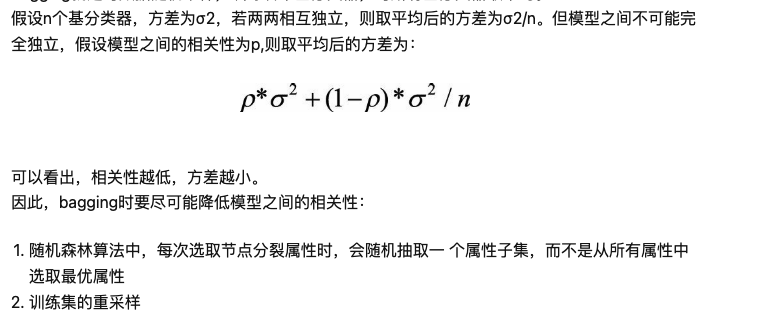 假设n个基分类器，方差为σ2，若两两相互独立，则取平均后的方差为σ2/n。但模型之间不可能完
全独立，假设模型之间的相关性为p,则取平均后的方差为：
ρ*σ² + (1−ρ)*σ² / n
可以看出，相关性越低，方差越小。
因此，bagging时要尽可能降低模型之间的相关性：
1. 随机森林算法中，每次选取节点分裂属性时，会随机抽取一 个属性子集，而不是从所有属性中
选取最优属性
2. 训练集的重采样